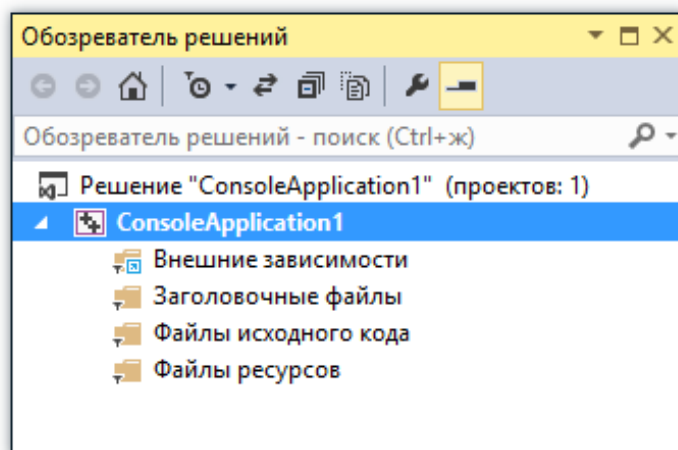 Обозреватель решений
Обозреватель решений - поиск (Ctrl+ж)
Решение "ConsoleApplication1" (проектов: 1)
ConsoleApplication1
Внешние зависимости
Заголовочные файлы
Файлы исходного кода
Файлы ресурсов